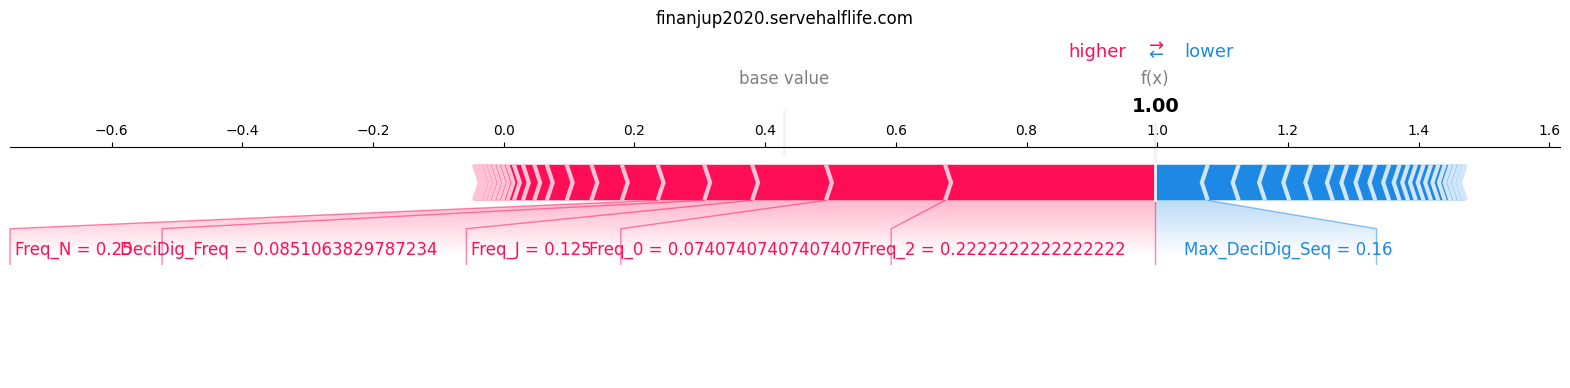 finanjup2020.servehalflife.com
higher → ← lower
base value f(x)
1.00
−0.6 −0.4 −0.2 0.0 0.2 0.4 0.6 0.8 1.0 1.2 1.4 1.6
Freq_N = 0.25 DeciDig_Freq = 0.0851063829787234 Freq_J = 0.125 Freq_0 = 0.07407407407407407 Freq_2 = 0.2222222222222222 Max_DeciDig_Seq = 0.16